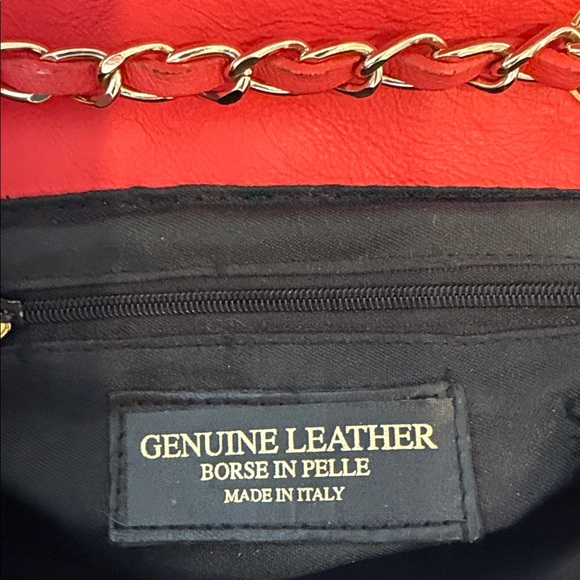 GENUINE LEATHER
BORSE IN PELLE
MADE IN ITALY